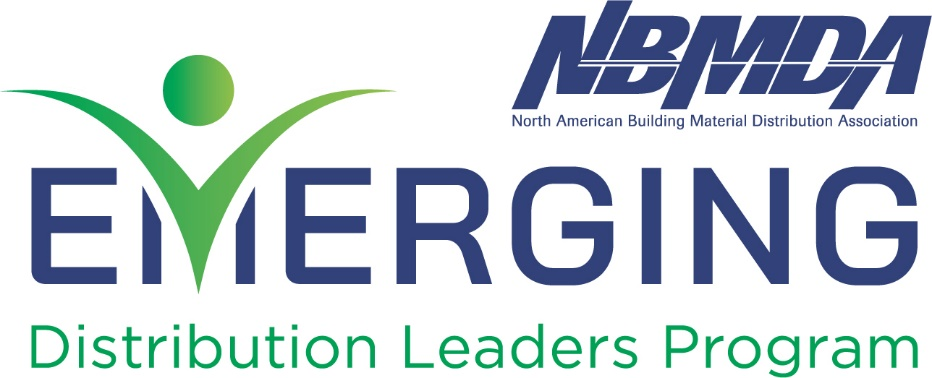 NBMDA
North American Building Material Distribution Association
EMERGING
Distribution Leaders Program